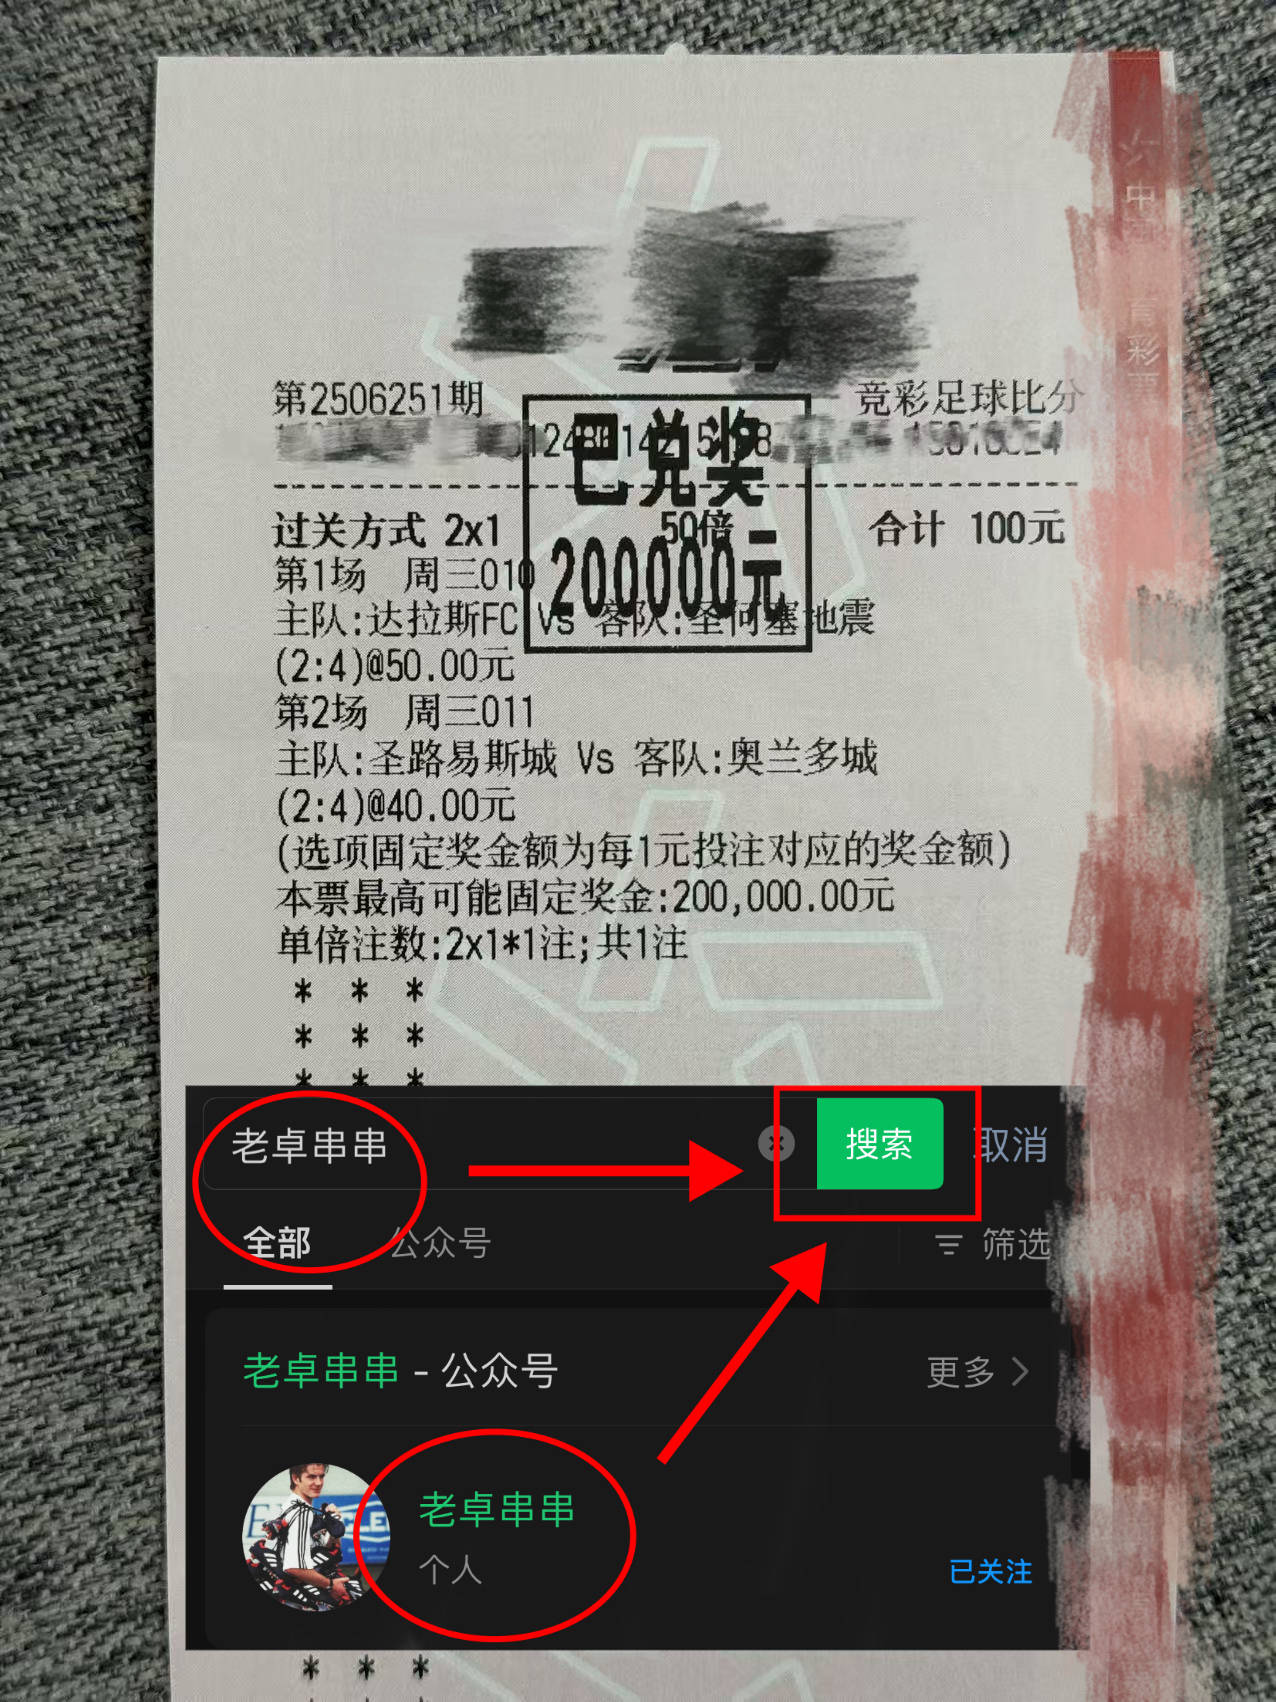 第2506251期
竞彩足球比分
已兑奖
200000元
过关方式 2x1 50倍 合计 100元
第1场 周三010
主队:达拉斯FC Vs 客队:圣何塞地震
(2:4)@50.00元
第2场 周三011
主队:圣路易斯城 Vs 客队:奥兰多城
(2:4)@40.00元
(选项固定奖金额为每1元投注对应的奖金额)
本票最高可能固定奖金:200,000.00元
单倍注数:2x1*1注;共1注
* * *
* * *
* * *
老卓串串
搜索
取消
全部
公众号
筛选
老卓串串 - 公众号
更多
老卓串串
个人
已关注
* * *
中
彩